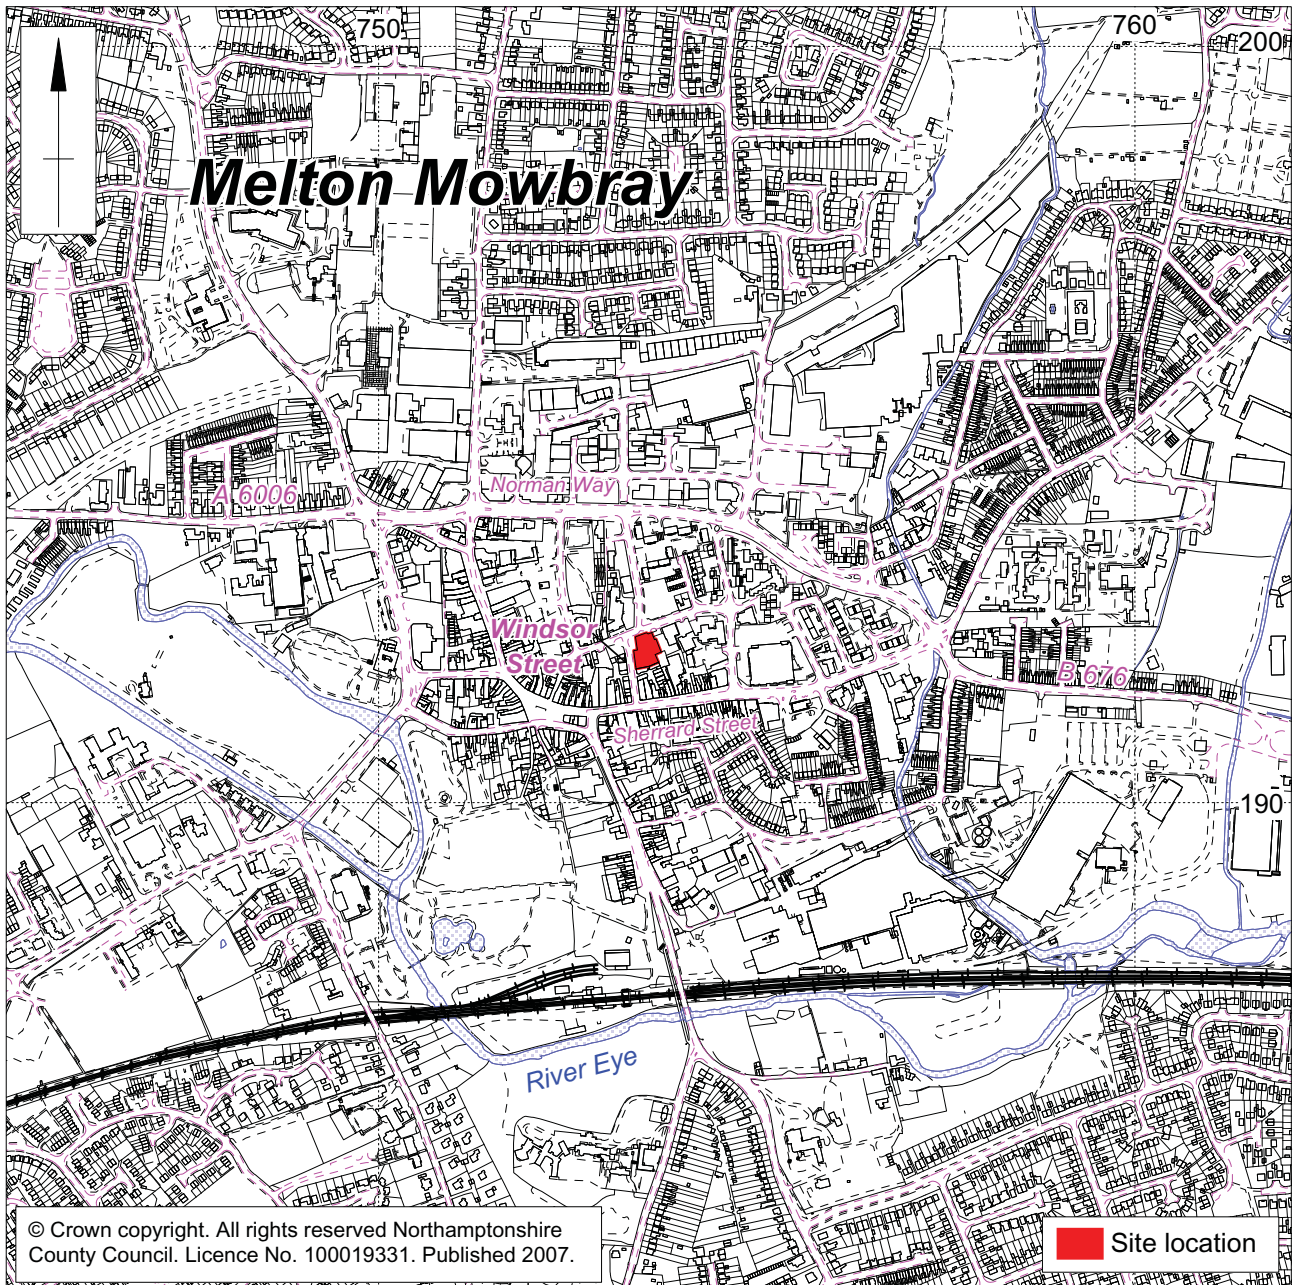 750
760
200
Melton Mowbray
A 6006
Norman Way
Windsor
Street
B 676
Sherrard Street
190
River Eye
© Crown copyright. All rights reserved Northamptonshire
County Council. Licence No. 100019331. Published 2007.
Site location